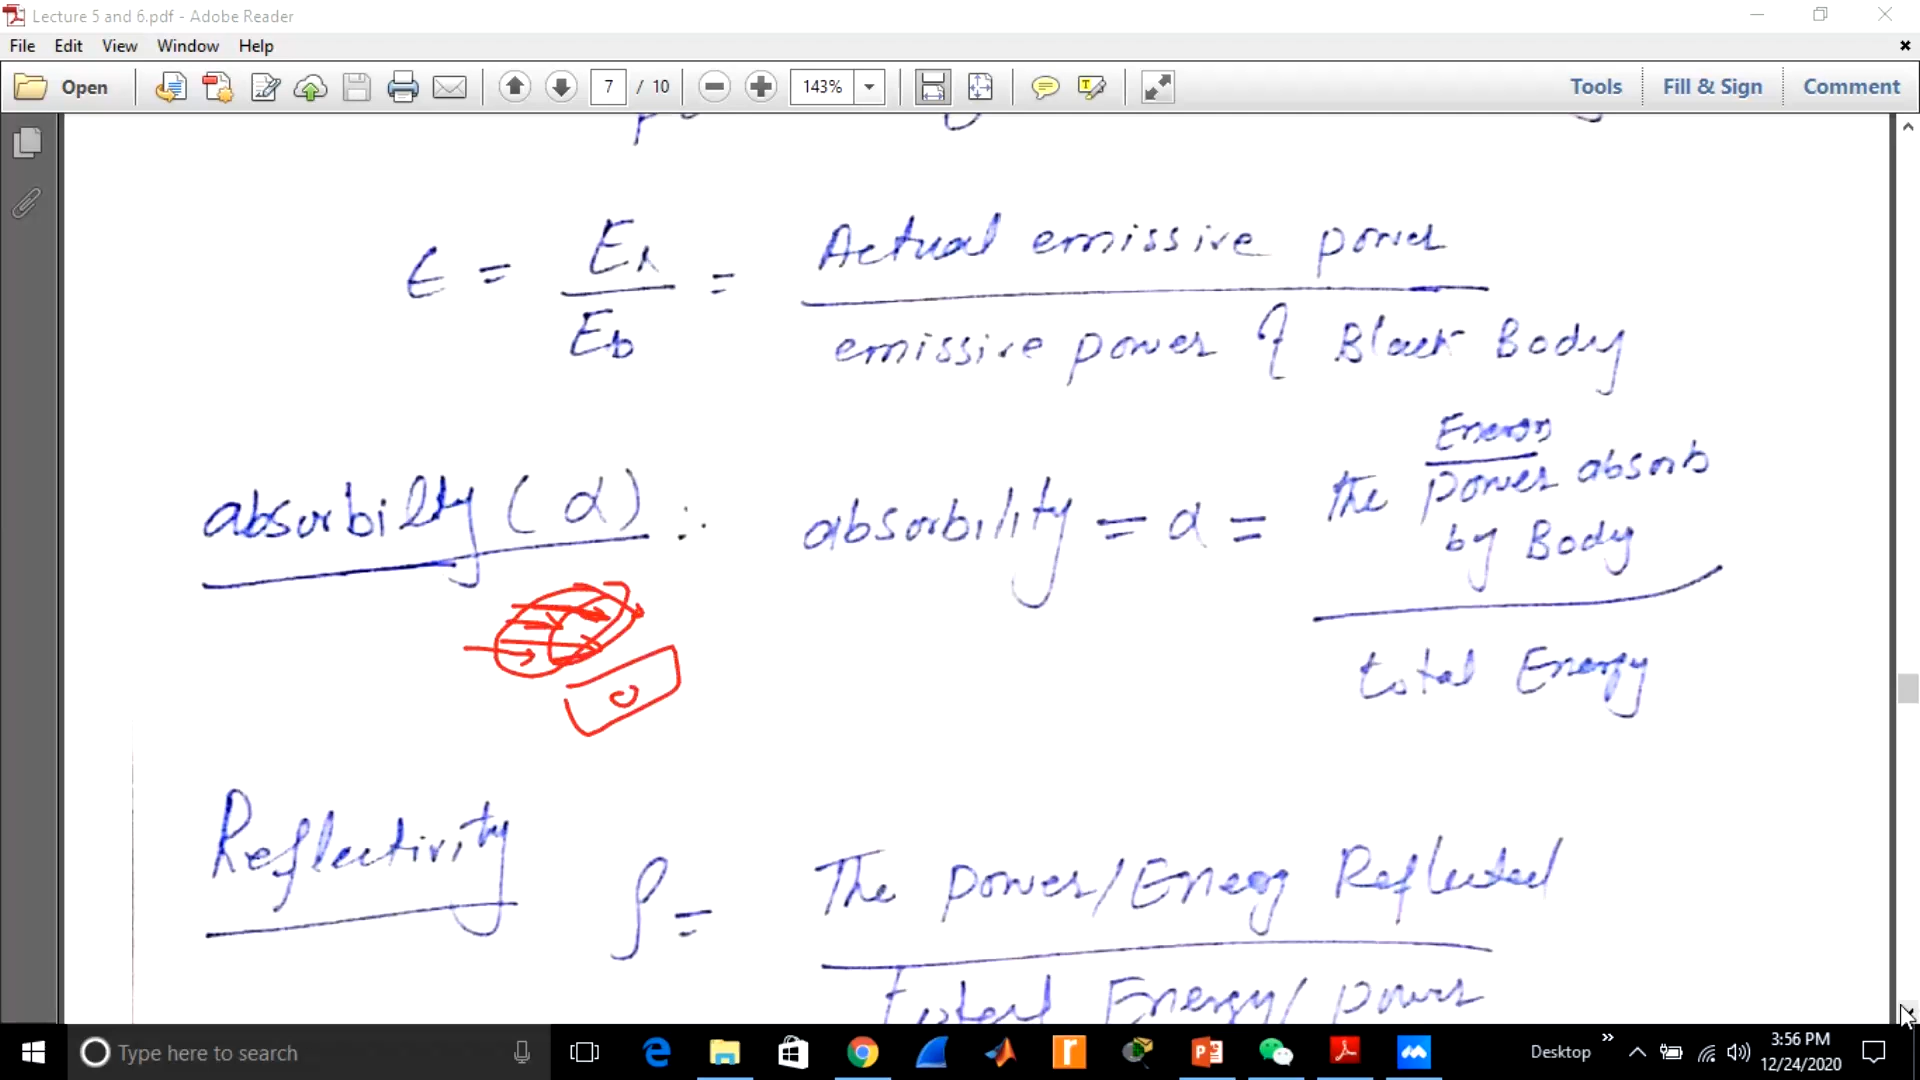 Lecture 5 and 6.pdf - Adobe Reader
File Edit View Window Help
Open 7 / 10 143% Tools Fill & Sign Comment
ϵ = Eλ / Eb = Actual emissive power / emissive power of Black Body
absorbilty (α) :. absorbility = α =
Energy
the power absorb
by Body
total Energy
Reflectivity
ρ = The power/Energy Reflected
Total Energy/ power
Type here to search
Desktop
3:56 PM
12/24/2020